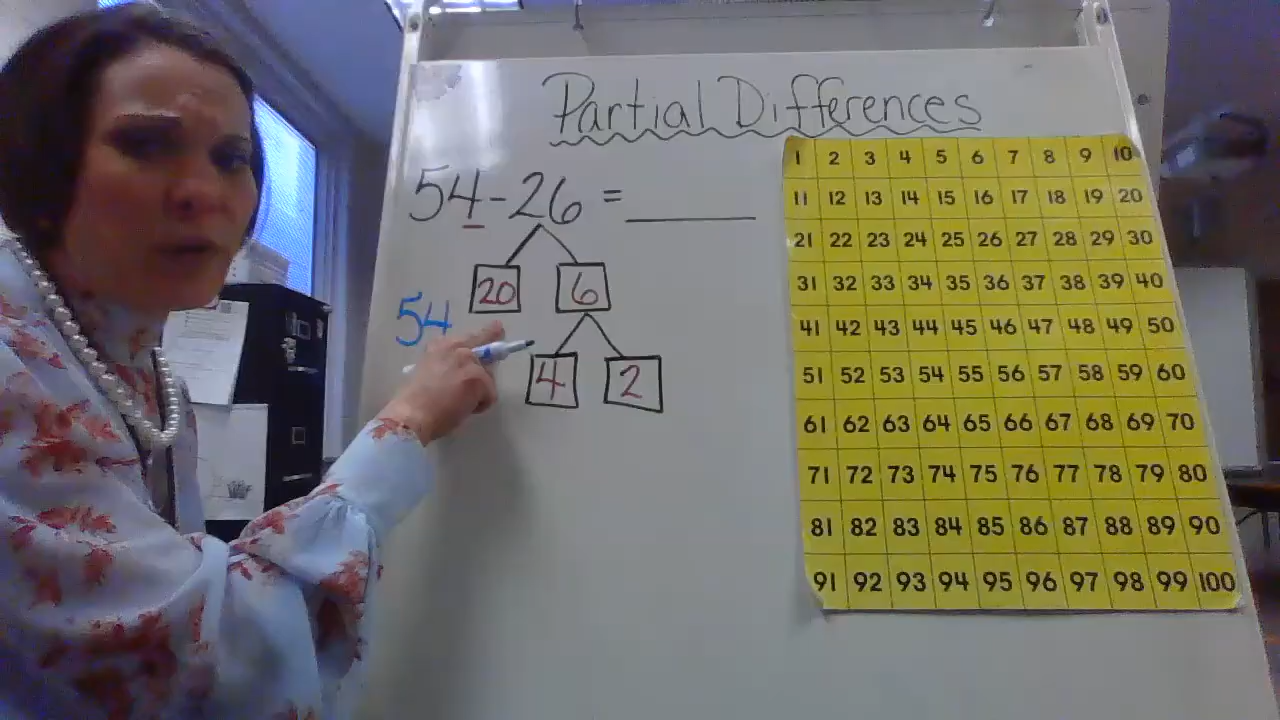 Partial Differences
54-26 = ______
20 6
54
4 2
1 2 3 4 5 6 7 8 9 10
11 12 13 14 15 16 17 18 19 20
21 22 23 24 25 26 27 28 29 30
31 32 33 34 35 36 37 38 39 40
41 42 43 44 45 46 47 48 49 50
51 52 53 54 55 56 57 58 59 60
61 62 63 64 65 66 67 68 69 70
71 72 73 74 75 76 77 78 79 80
81 82 83 84 85 86 87 88 89 90
91 92 93 94 95 96 97 98 99 100